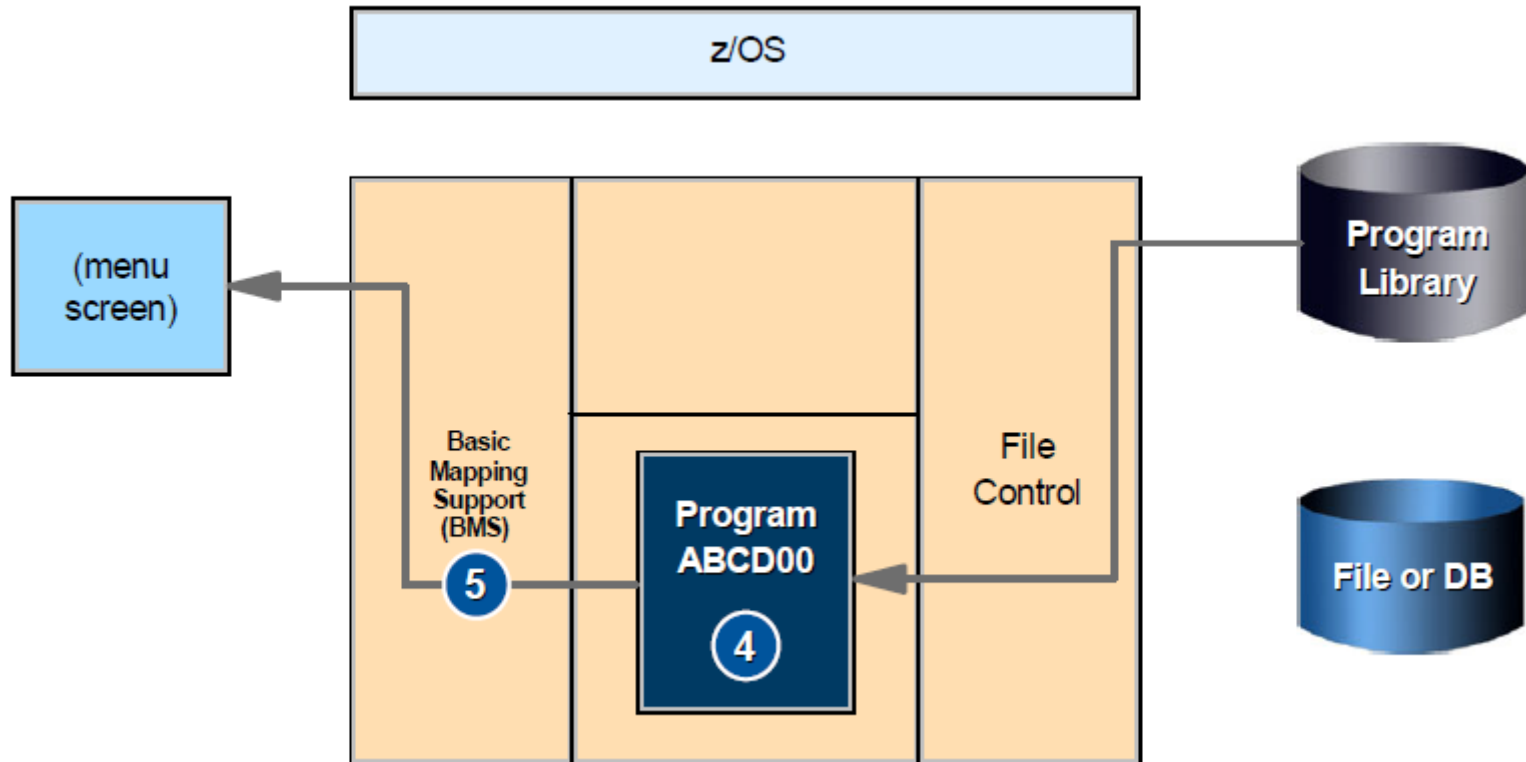 z/OS
(menu
screen)
Program
Library
Basic
Mapping
Support
(BMS)
5
Program
ABCD00
4
File
Control
File or DB